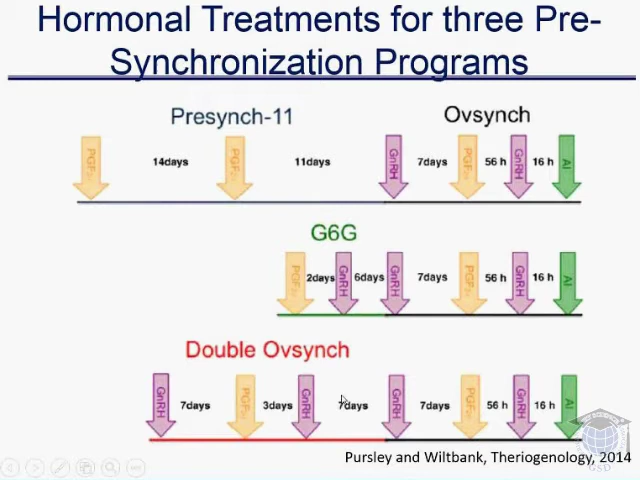 Hormonal Treatments for three Pre-
Synchronization Programs
Presynch-11 Ovsynch
PGF2α 14days PGF2α 11days GnRH 7days PGF2α 56 h GnRH 16 h AI
G6G
PGF2α 2days GnRH 6days GnRH 7days PGF2α 56 h GnRH 16 h AI
Double Ovsynch
GnRH 7days PGF2α 3days GnRH 7days GnRH 7days PGF2α 56 h GnRH 16 h AI
Pursley and Wiltbank, Theriogenology, 2014
GSD